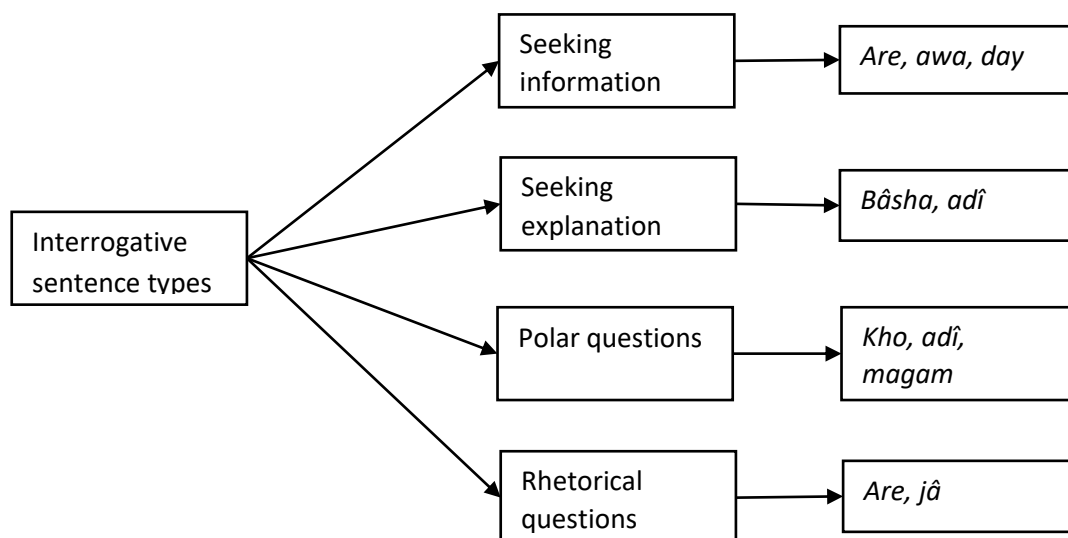 Seeking
information
Are, awa, day
Seeking
explanation
Bâsha, adî
Interrogative
sentence types
Polar questions
Kho, adî,
magam
Rhetorical
questions
Are, jâ